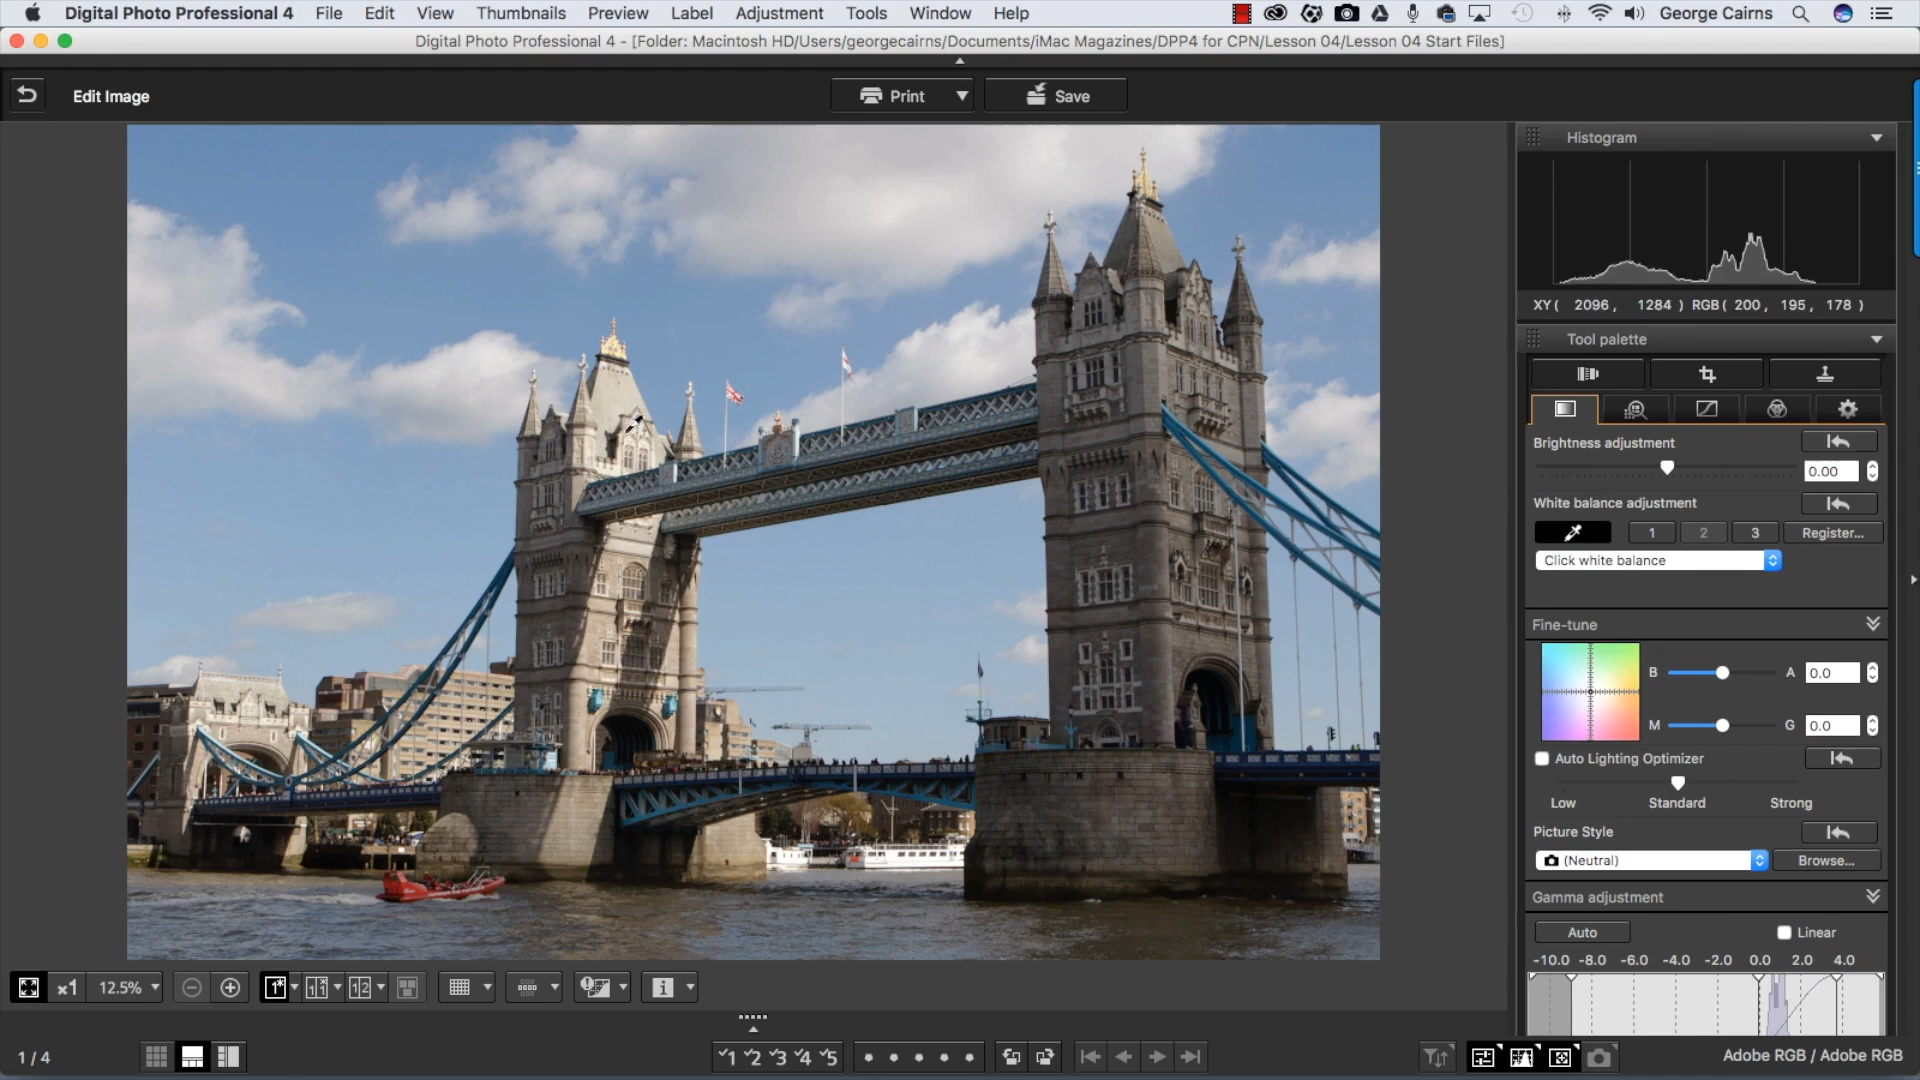 Digital Photo Professional 4 File Edit View Thumbnails Preview Label Adjustment Tools Window Help George Cairns
Digital Photo Professional 4 - [Folder: Macintosh HD/Users/georgecairns/Documents/iMac Magazines/DPP4 for CPN/Lesson 04/Lesson 04 Start Files]
Edit Image Print Save
Histogram
XY( 2096, 1284 ) RGB( 200, 195, 178 )
Tool palette
Brightness adjustment
0.00
White balance adjustment
1 2 3 Register...
Click white balance
Fine-tune
B A 0.0
M G 0.0
Auto Lighting Optimizer
Low Standard Strong
Picture Style
(Neutral) Browse...
Gamma adjustment
Auto Linear
-10.0 -8.0 -6.0 -4.0 -2.0 0.0 2.0 4.0
x1 12.5%
1 / 4
1 2 3 4 5
Adobe RGB / Adobe RGB